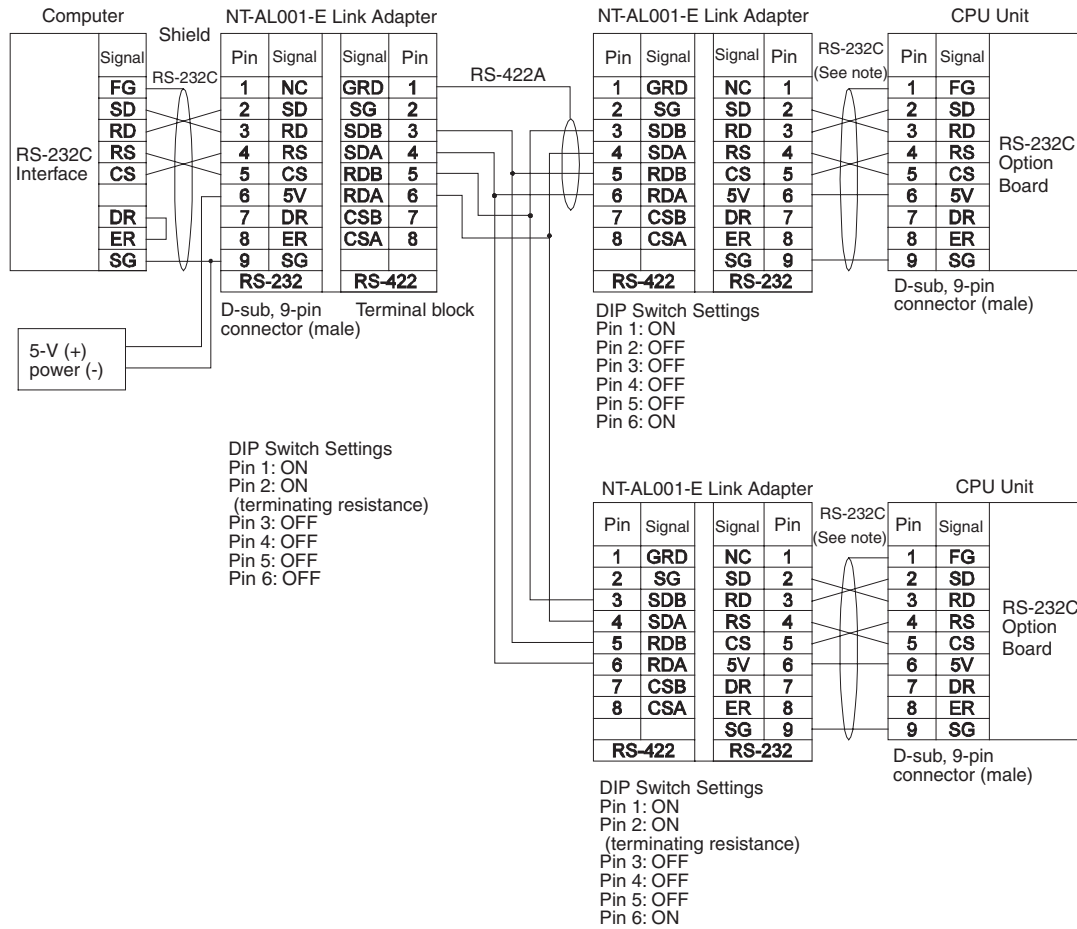 Computer
Shield
RS-232C
Signal
FG
SD
RD
RS
CS
DR
ER
SG
RS-232C
Interface
5-V (+)
power (-)
NT-AL001-E Link Adapter
Pin Signal Signal Pin
1 NC GRD 1
2 SD SG 2
3 RD SDB 3
4 RS SDA 4
5 CS RDB 5
6 5V RDA 6
7 DR CSB 7
8 ER CSA 8
9 SG
RS-232 RS-422
D-sub, 9-pin
connector (male)
Terminal block
DIP Switch Settings
Pin 1: ON
Pin 2: ON
(terminating resistance)
Pin 3: OFF
Pin 4: OFF
Pin 5: OFF
Pin 6: OFF
RS-422A
NT-AL001-E Link Adapter
Pin Signal Signal Pin
1 GRD NC 1
2 SG SD 2
3 SDB RD 3
4 SDA RS 4
5 RDB CS 5
6 RDA 5V 6
7 CSB DR 7
8 CSA ER 8
SG 9
RS-422 RS-232
DIP Switch Settings
Pin 1: ON
Pin 2: OFF
Pin 3: OFF
Pin 4: OFF
Pin 5: OFF
Pin 6: ON
RS-232C
(See note)
CPU Unit
Pin Signal
1 FG
2 SD
3 RD
4 RS
5 CS
6 5V
7 DR
8 ER
9 SG
RS-232C
Option
Board
D-sub, 9-pin
connector (male)
NT-AL001-E Link Adapter
Pin Signal Signal Pin
1 GRD NC 1
2 SG SD 2
3 SDB RD 3
4 SDA RS 4
5 RDB CS 5
6 RDA 5V 6
7 CSB DR 7
8 CSA ER 8
SG 9
RS-422 RS-232
DIP Switch Settings
Pin 1: ON
Pin 2: ON
(terminating resistance)
Pin 3: OFF
Pin 4: OFF
Pin 5: OFF
Pin 6: ON
RS-232C
(See note)
CPU Unit
Pin Signal
1 FG
2 SD
3 RD
4 RS
5 CS
6 5V
7 DR
8 ER
9 SG
RS-232C
Option
Board
D-sub, 9-pin
connector (male)